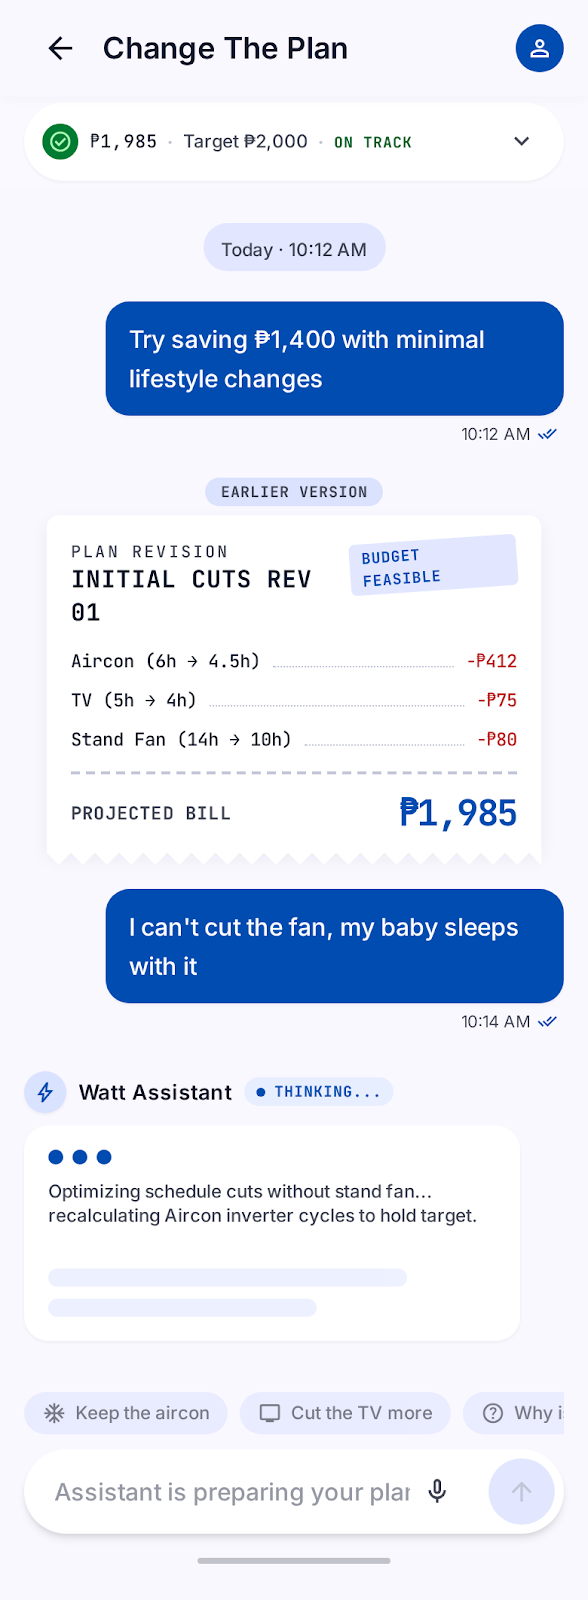 Change The Plan
₱1,985 · Target ₱2,000 · ON TRACK
Today · 10:12 AM
Try saving ₱1,400 with minimal
lifestyle changes
10:12 AM
EARLIER VERSION
PLAN REVISION
INITIAL CUTS REV
01
BUDGET
FEASIBLE
Aircon (6h → 4.5h) -₱412
TV (5h → 4h) -₱75
Stand Fan (14h → 10h) -₱80
PROJECTED BILL ₱1,985
I can't cut the fan, my baby sleeps
with it
10:14 AM
Watt Assistant • THINKING...
Optimizing schedule cuts without stand fan...
recalculating Aircon inverter cycles to hold target.
Keep the aircon
Cut the TV more
Why
Assistant is preparing your